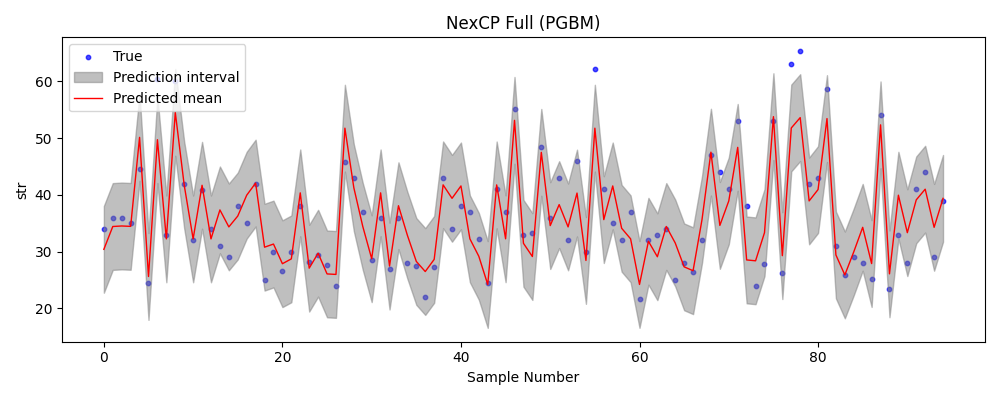 NexCP Full (PGBM)
True
Prediction interval
Predicted mean
str
60
50
40
30
20
0
20
40
60
80
Sample Number